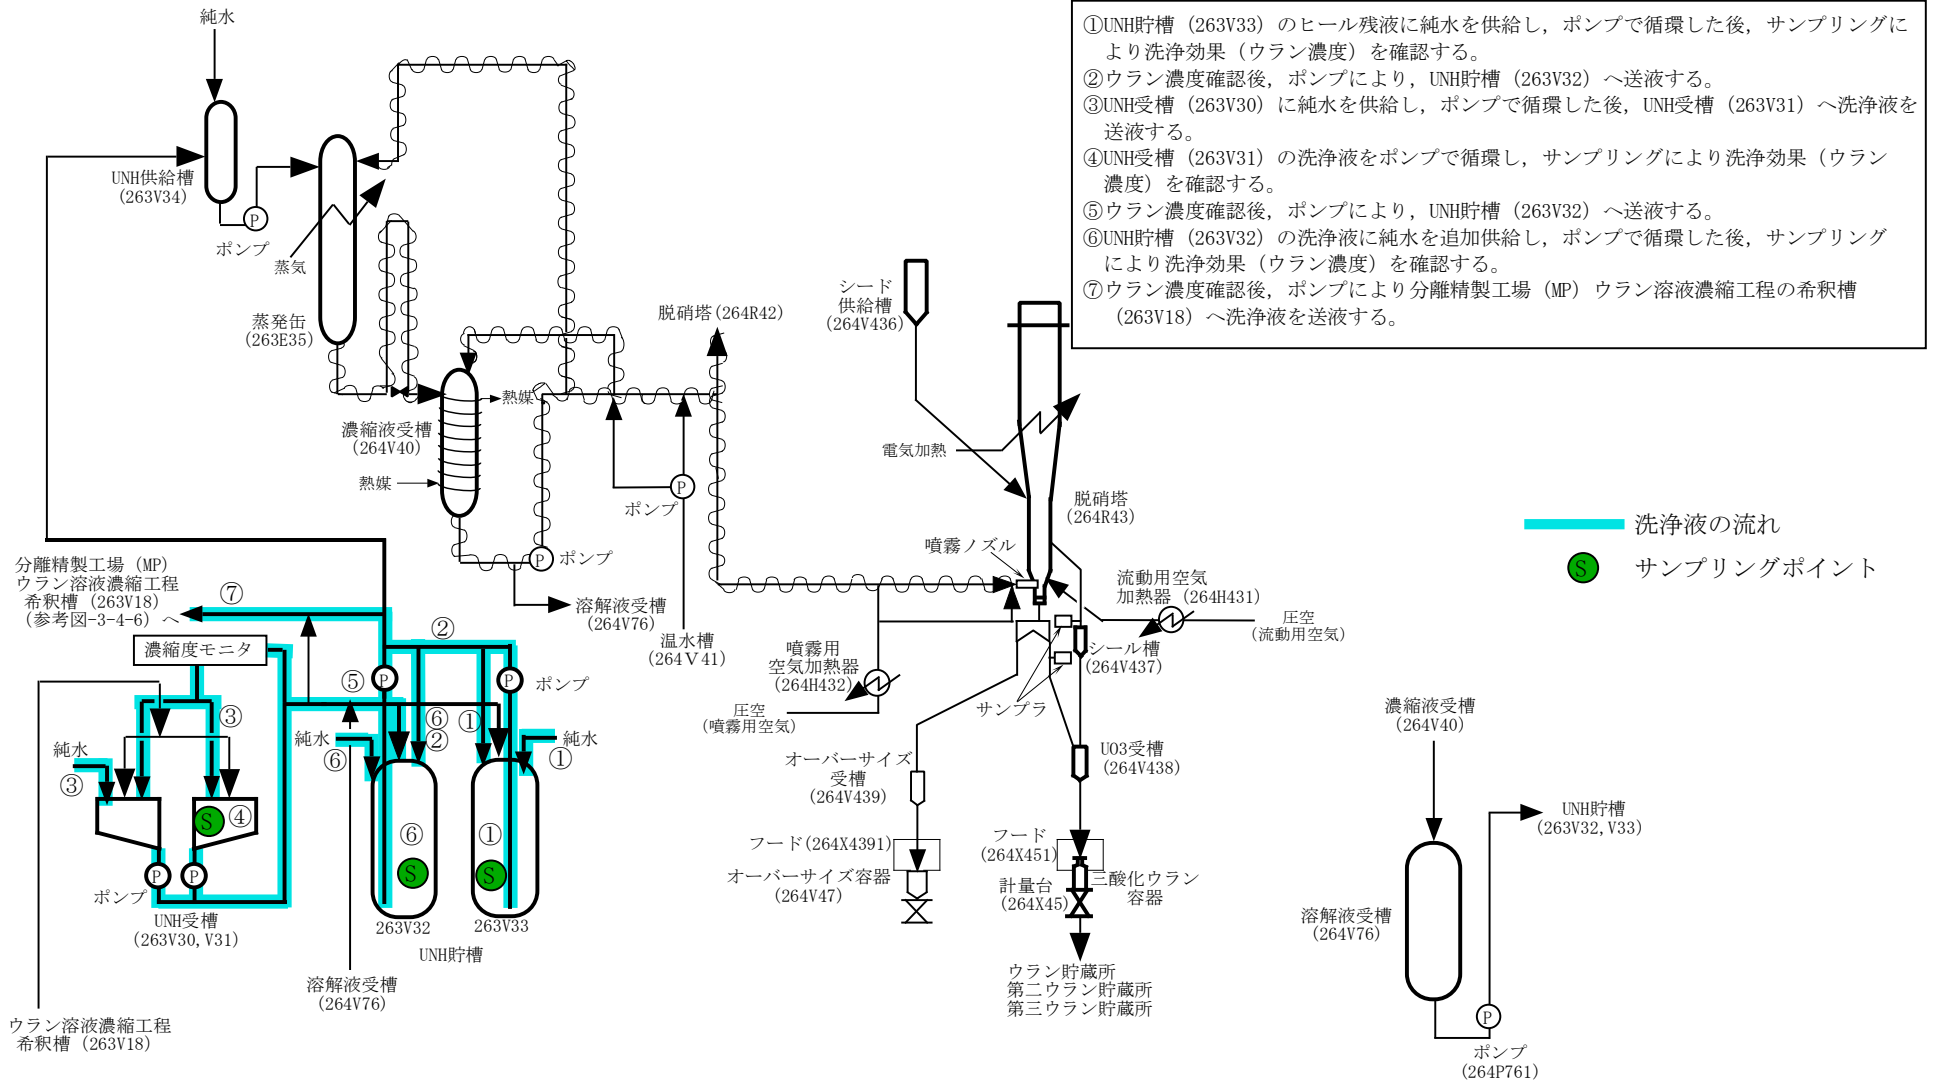 ①UNH貯槽（263V33）のヒール残液に純水を供給し，ポンプで循環した後，サンプリングに
より洗浄効果（ウラン濃度）を確認する。
②ウラン濃度確認後，ポンプにより，UNH貯槽（263V32）へ送液する。
③UNH受槽（263V30）に純水を供給し，ポンプで循環した後，UNH受槽（263V31）へ洗浄液を
送液する。
④UNH受槽（263V31）の洗浄液をポンプで循環し，サンプリングにより洗浄効果（ウラン
濃度）を確認する。
⑤ウラン濃度確認後，ポンプにより，UNH貯槽（263V32）へ送液する。
⑥UNH貯槽（263V32）の洗浄液に純水を追加供給し，ポンプで循環した後，サンプリング
により洗浄効果（ウラン濃度）を確認する。
⑦ウラン濃度確認後，ポンプにより分離精製工場（MP）ウラン溶液濃縮工程の希釈槽
（263V18）へ洗浄液を送液する。
純水
UNH供給槽
(263V34)
P
ポンプ
蒸気
蒸発缶
(263E35)
濃縮液受槽
(264V40)
熱媒
熱媒
P
ポンプ
溶解液受槽
(264V76)
脱硝塔(264R42)
P
ポンプ
温水槽
(264Ｖ41)
シード
供給槽
(264V436)
電気加熱
脱硝塔
(264R43)
噴霧ノズル
流動用空気
加熱器（264H431)
圧空
(流動用空気)
シール槽
(264V437)
サンプラ
噴霧用
空気加熱器
(264H432)
圧空
(噴霧用空気)
オーバーサイズ
受槽
(264V439)
フード(264X4391)
オーバーサイズ容器
(264V47)
UO3受槽
(264V438)
フード
(264X451)
計量台
(264X45)
三酸化ウラン
容器
ウラン貯蔵所
第二ウラン貯蔵所
第三ウラン貯蔵所
洗浄液の流れ
S
サンプリングポイント
濃縮液受槽
(264V40)
UNH貯槽
(263V32,V33)
溶解液受槽
(264V76)
P
ポンプ
(264P761)
分離精製工場（MP）
ウラン溶液濃縮工程
希釈槽（263V18）
（参考図-3-4-6）へ
⑦
②
濃縮度モニタ
⑤
P
P
ポンプ
③
⑥
②
①
純水
⑥
純水
①
純水
③
S
④
⑥
S
①
S
P
P
ポンプ
UNH受槽
(263V30,V31)
263V32
263V33
UNH貯槽
溶解液受槽
(264V76)
ウラン溶液濃縮工程
希釈槽（263V18）